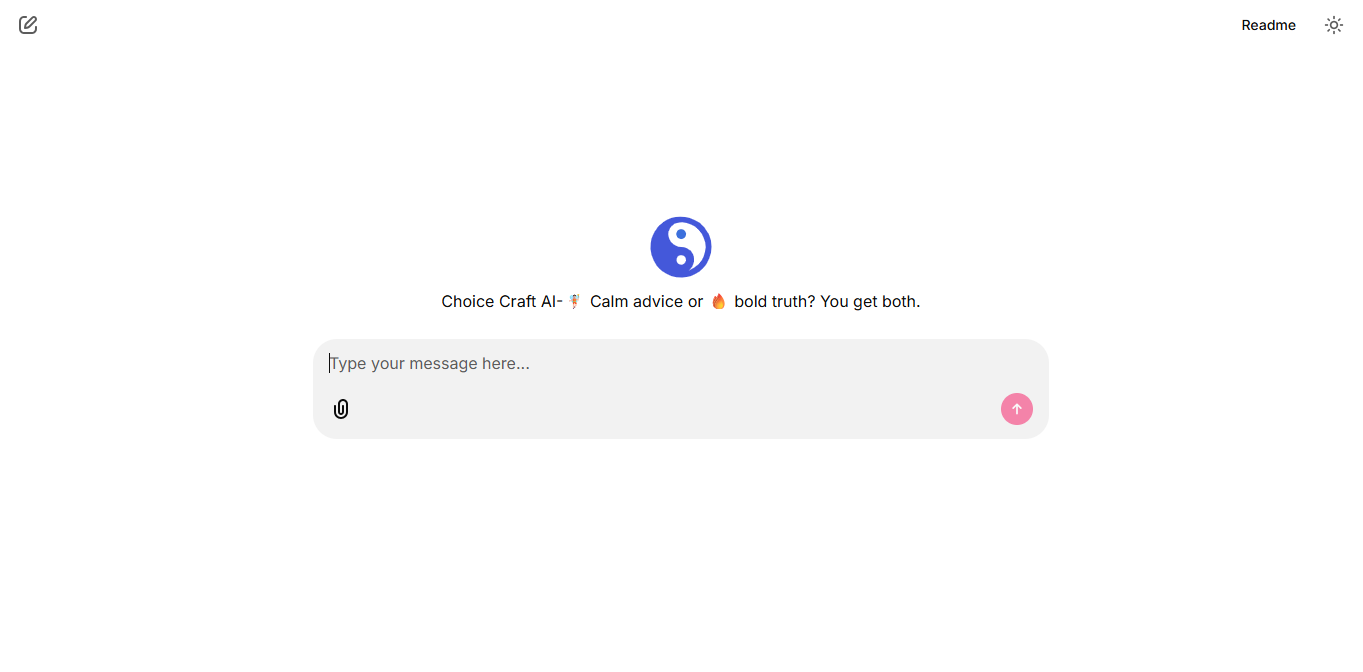 Readme
Choice Craft AI- 🧚 Calm advice or 🔥 bold truth? You get both.
Type your message here...